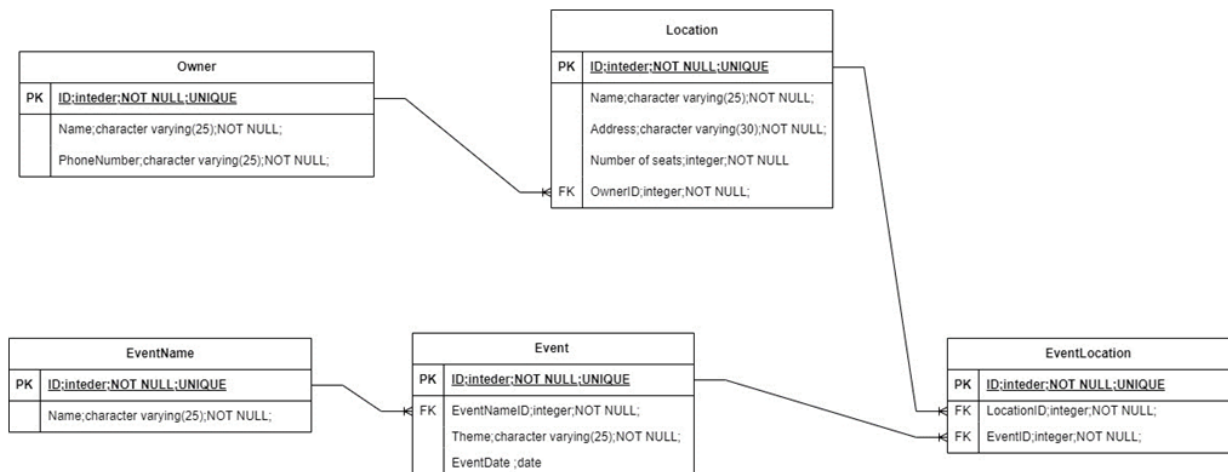 Owner
PK ID;inteder;NOT NULL;UNIQUE
Name;character varying(25);NOT NULL;
PhoneNumber;character varying(25);NOT NULL;
Location
PK ID;inteder;NOT NULL;UNIQUE
Name;character varying(25);NOT NULL;
Address;character varying(30);NOT NULL;
Number of seats;integer;NOT NULL
FK OwnerID;integer;NOT NULL;
EventName
PK ID;inteder;NOT NULL;UNIQUE
Name;character varying(25);NOT NULL;
Event
PK ID;inteder;NOT NULL;UNIQUE
FK EventNameID;integer;NOT NULL;
Theme;character varying(25);NOT NULL;
EventDate ;date
EventLocation
PK ID;inteder;NOT NULL;UNIQUE
FK LocationID;integer;NOT NULL;
FK EventID;integer;NOT NULL;